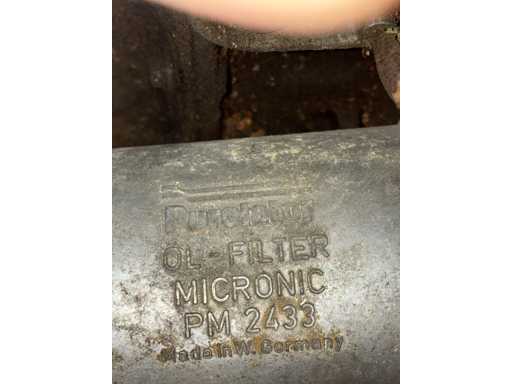 Purolator
OL-FILTER
MICRONIC
PM 2433
Made in W. Germany